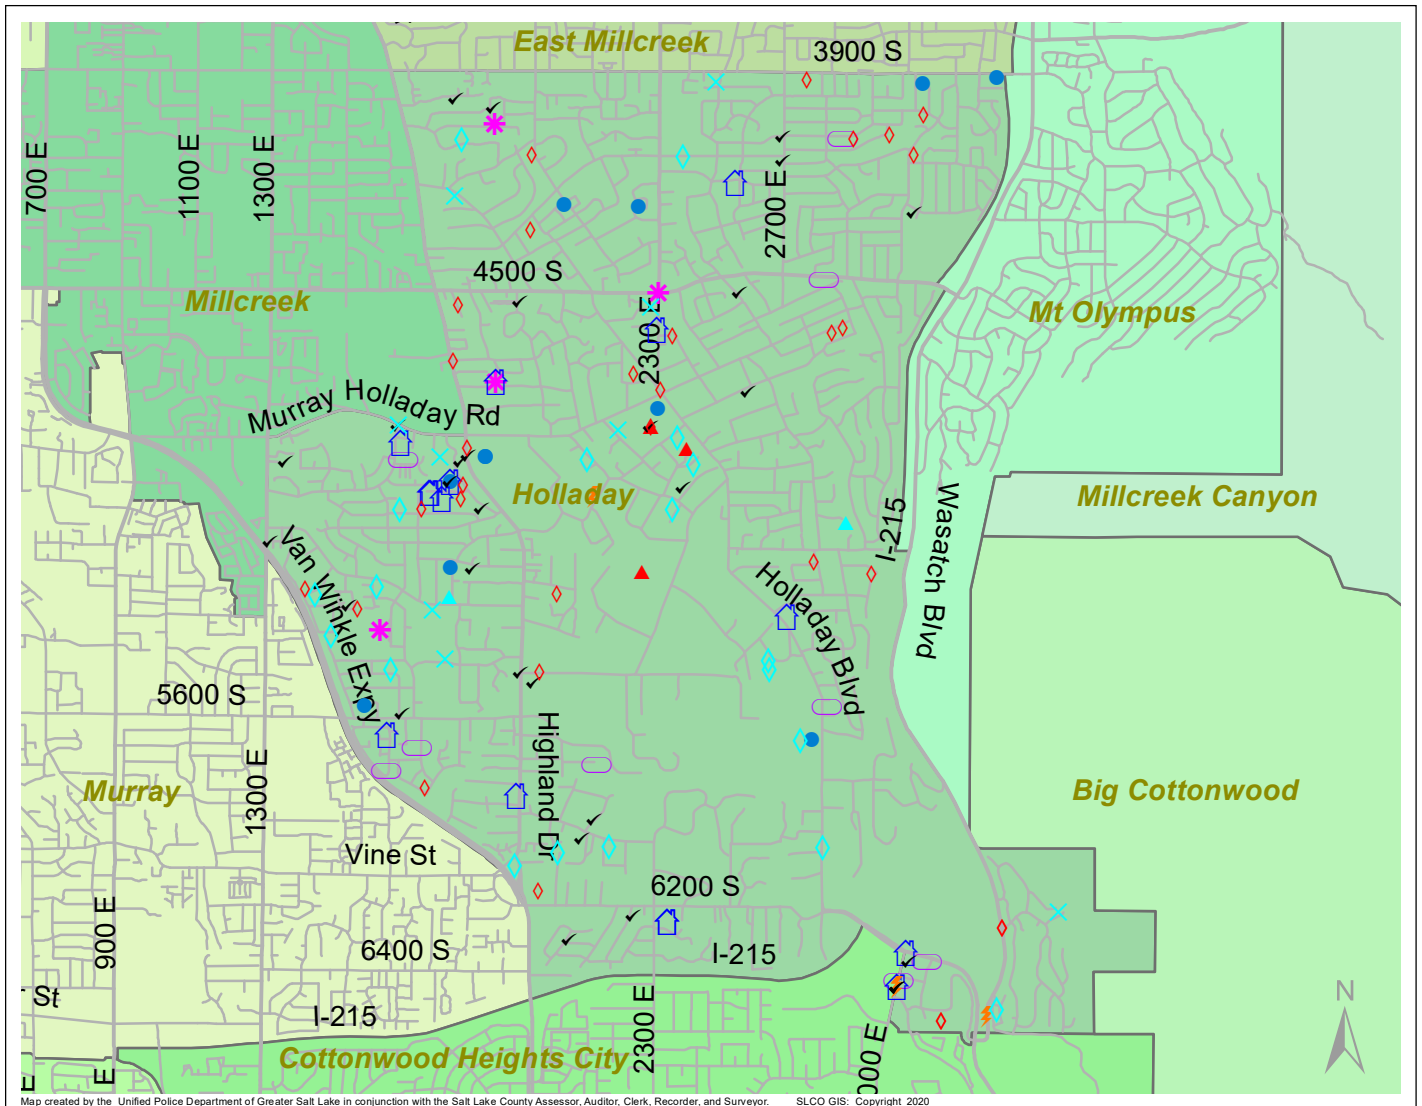 East Millcreek
3900 S
700 E
1100 E
1300 E
2700 E
4500 S
Millcreek
2300 E
Mt Olympus
Murray Holladay Rd
Holladay
Millcreek Canyon
I-215
Wasatch Blvd
Van Winkle Expy
Holladay Blvd
5600 S
Highland Dr
Murray
1300 E
Big Cottonwood
Vine St
6200 S
900 E
6400 S
I-215
St
I-215
2300 E
N
Cottonwood Heights City
000 E
E
E
Map created by the Unified Police Department of Greater Salt Lake in conjunction with the Salt Lake County Assessor, Auditor, Clerk, Recorder, and Surveyor. SLCO GIS: Copyright 2020